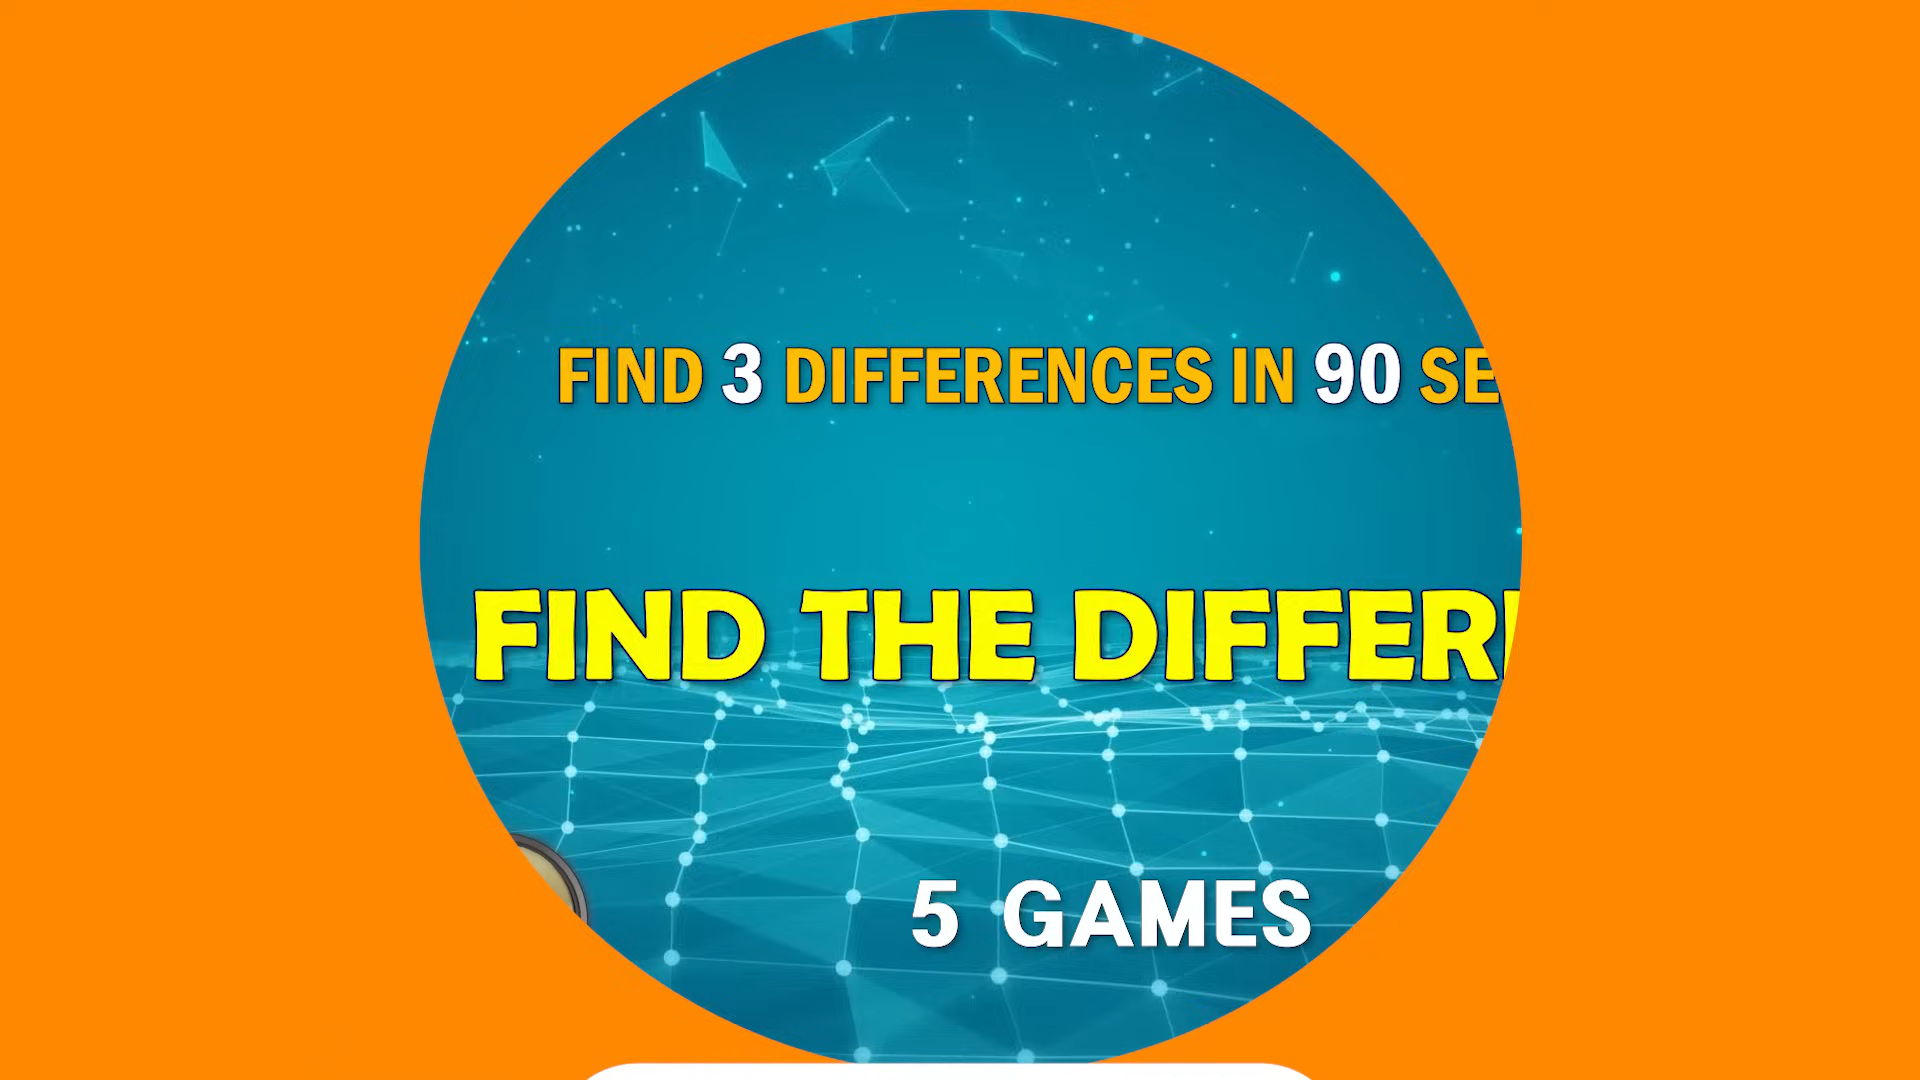 FIND 3 DIFFERENCES IN 90 SE
FIND THE DIFFER
5 GAMES